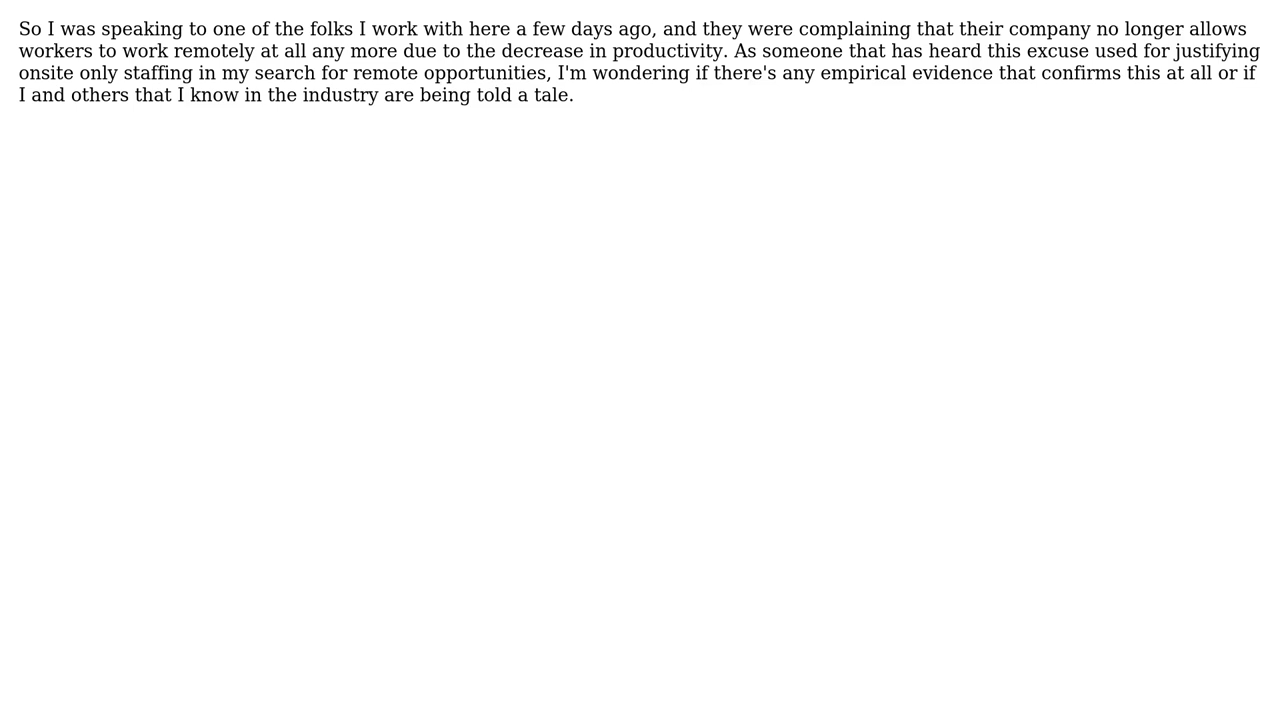 So I was speaking to one of the folks I work with here a few days ago, and they were complaining that their company no longer allows
workers to work remotely at all any more due to the decrease in productivity. As someone that has heard this excuse used for justifying
onsite only staffing in my search for remote opportunities, I'm wondering if there's any empirical evidence that confirms this at all or if
I and others that I know in the industry are being told a tale.